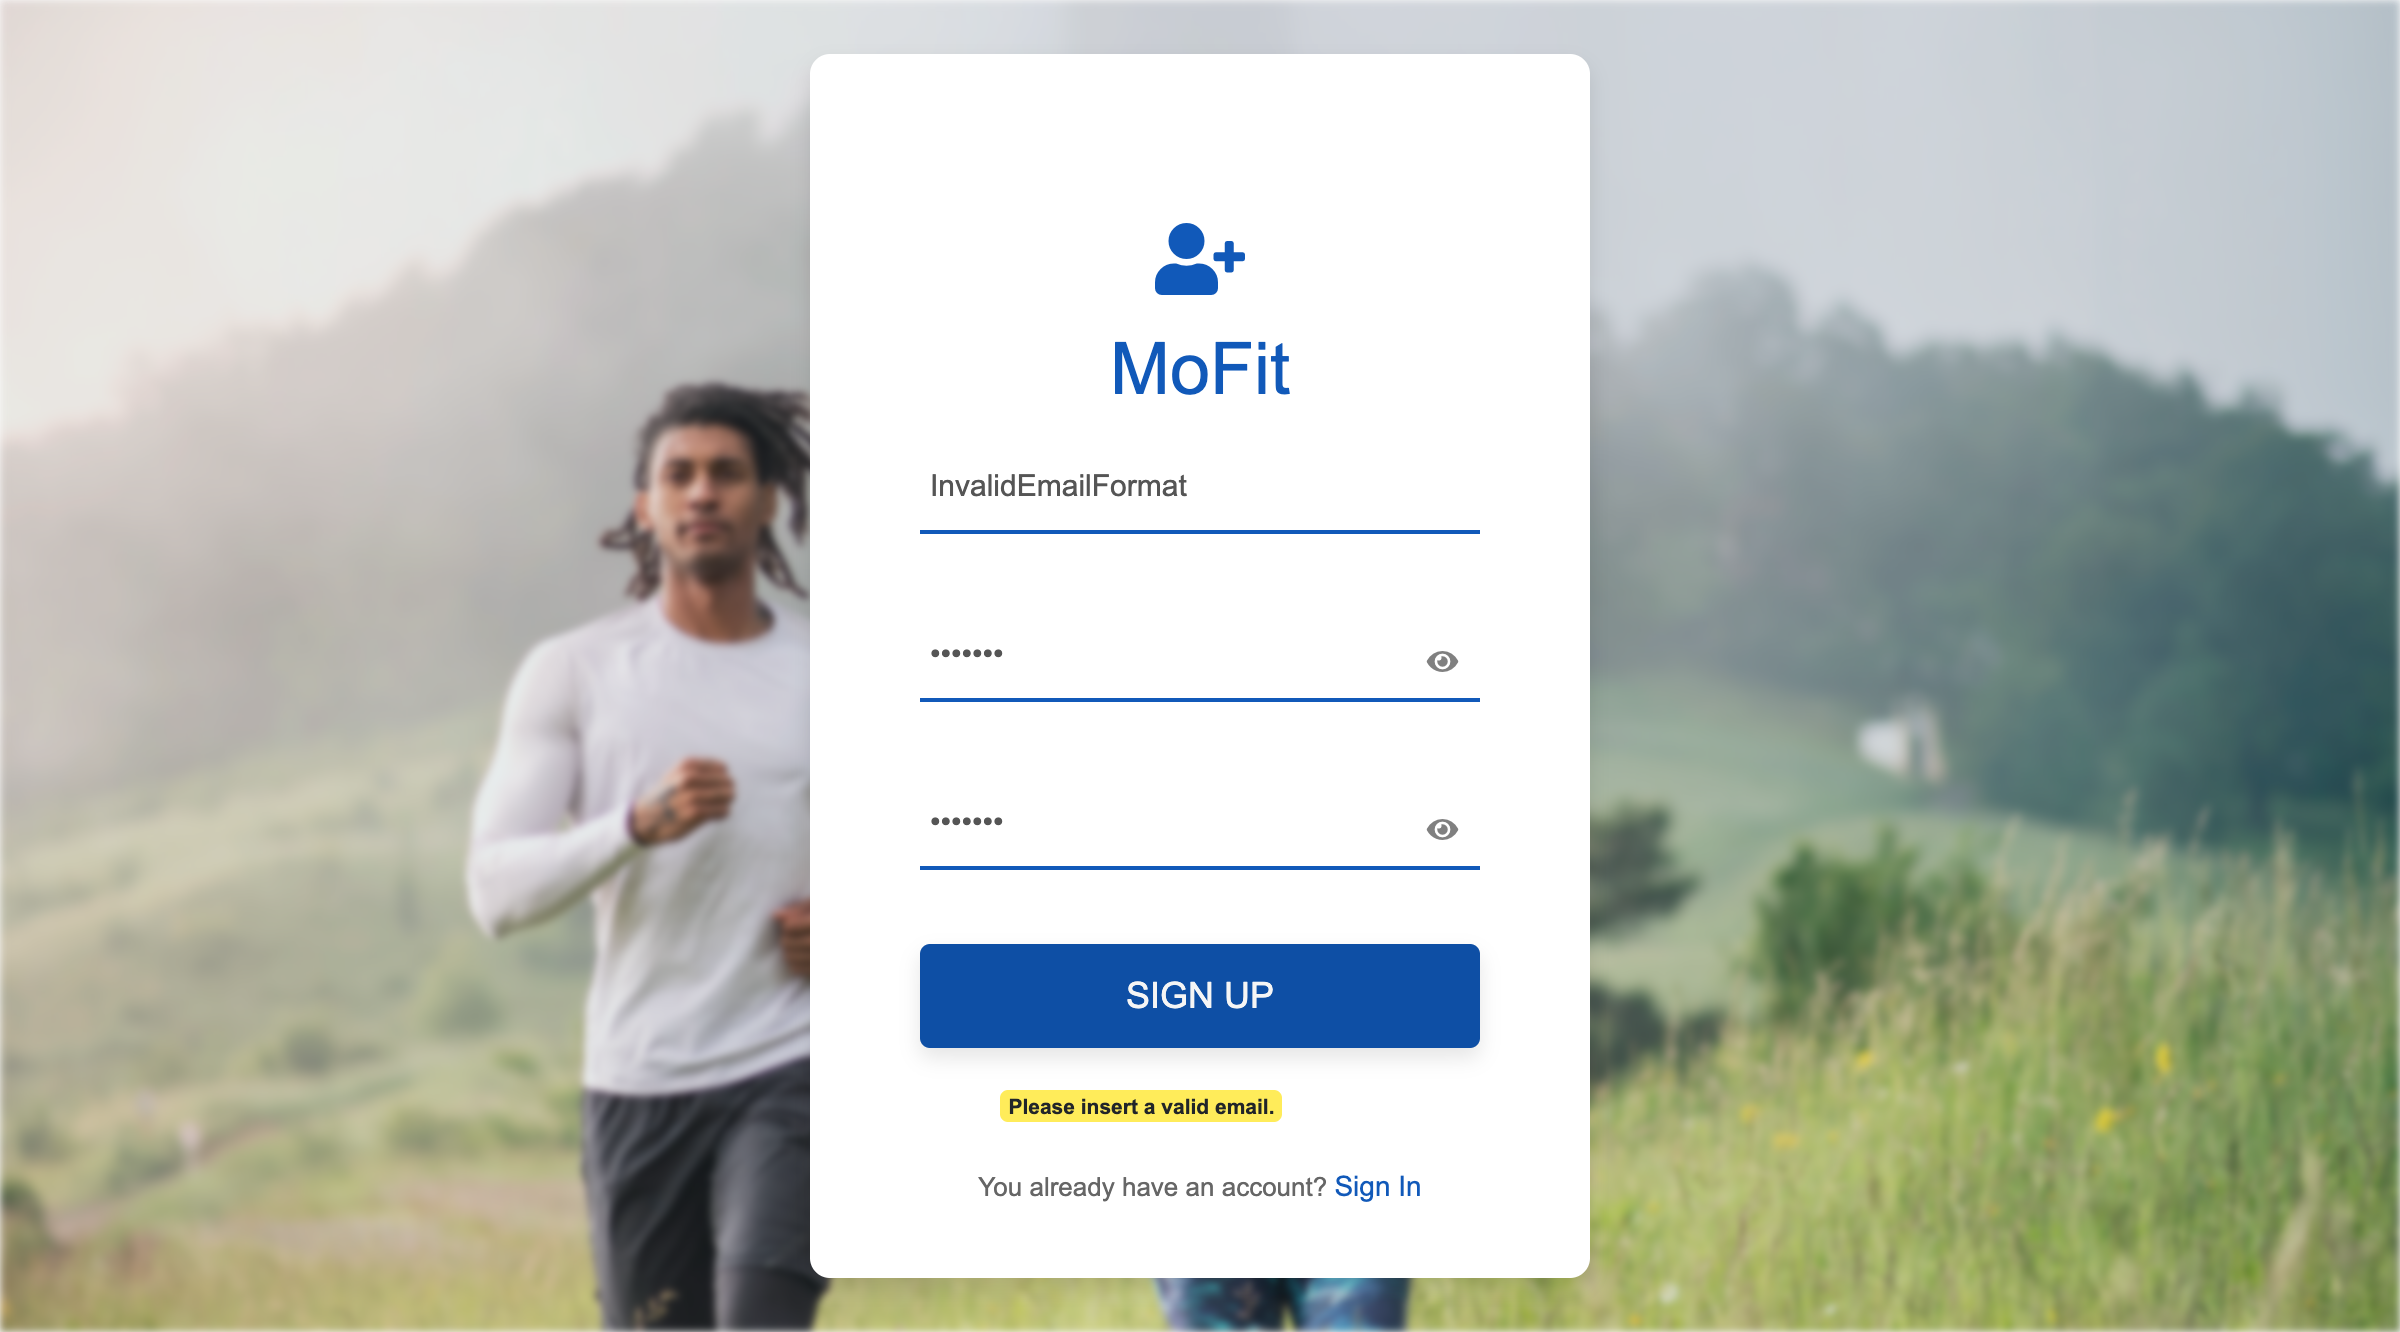 MoFit
InvalidEmailFormat
•••••••
•••••••
SIGN UP
Please insert a valid email.
You already have an account? Sign In